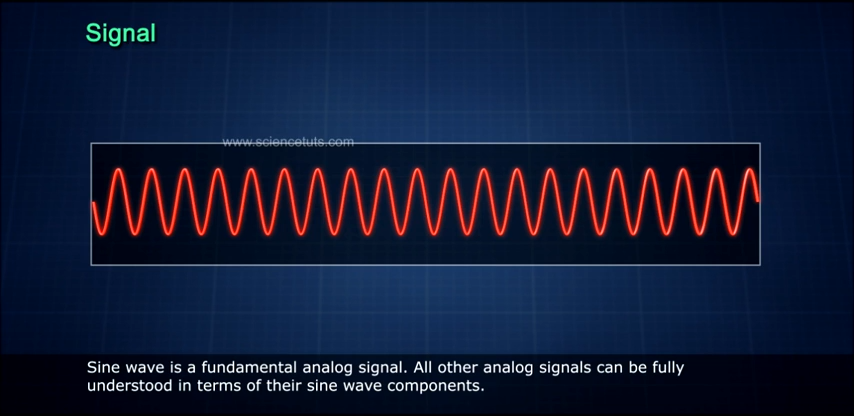 Signal
www.sciencetuts.com
Sine wave is a fundamental analog signal. All other analog signals can be fully
understood in terms of their sine wave components.